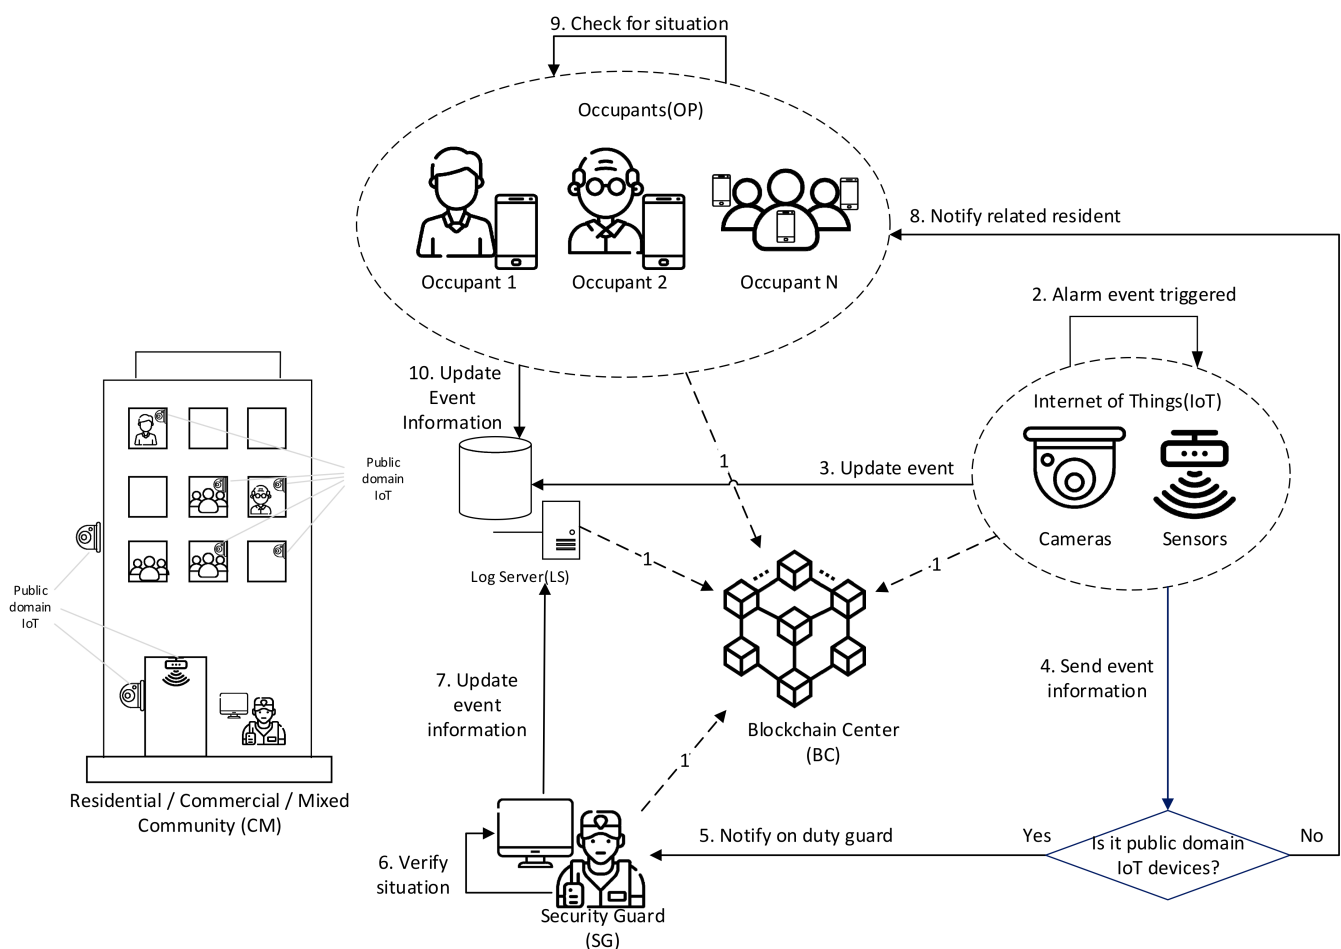 9. Check for situation
Occupants(OP)
Occupant 1
Occupant 2
Occupant N
8. Notify related resident
2. Alarm event triggered
Internet of Things(IoT)
Cameras
Sensors
10. Update
Event
Information
3. Update event
1
1
1
1
Log Server(LS)
Public
domain
IoT
Public
domain
IoT
Blockchain Center
(BC)
4. Send event
information
7. Update
event
information
Residential / Commercial / Mixed
Community (CM)
5. Notify on duty guard
Yes
Is it public domain
IoT devices?
No
6. Verify
situation
Security Guard
(SG)